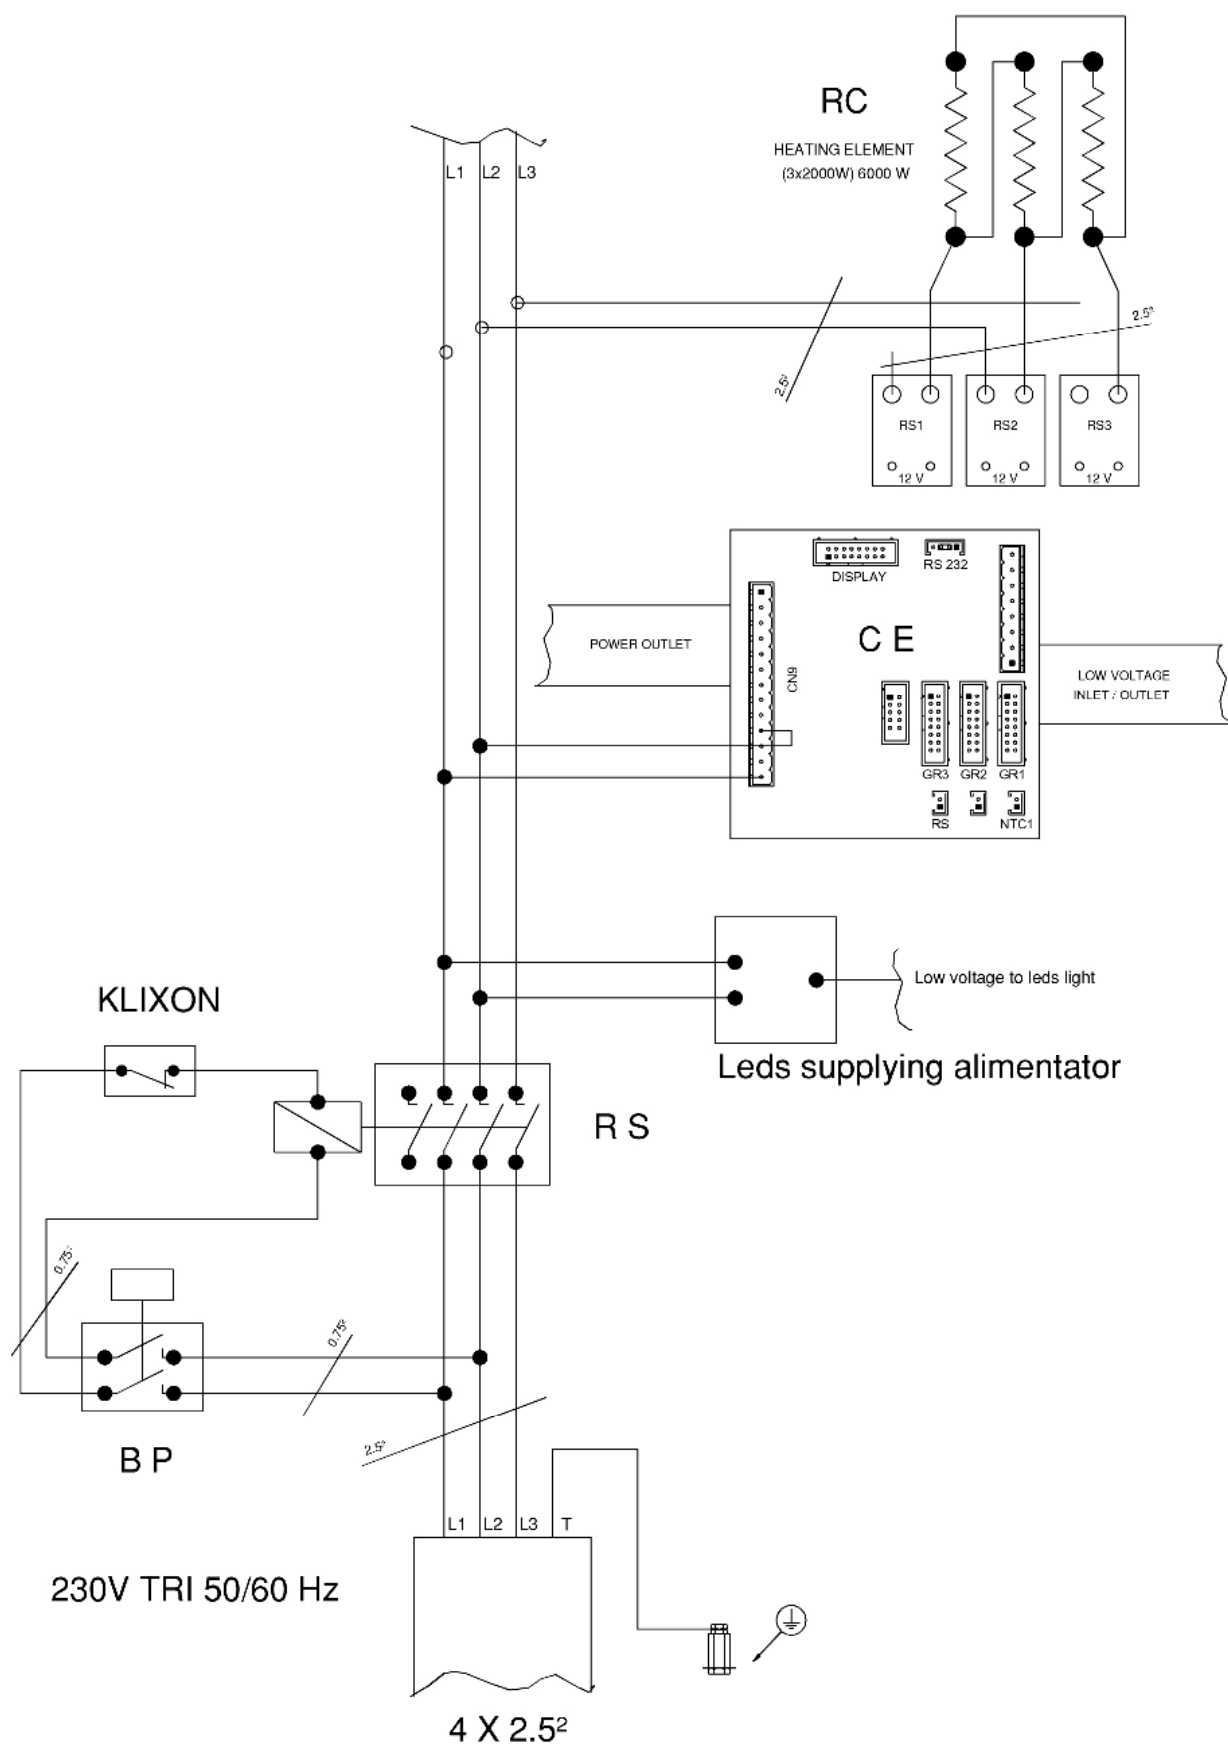 RC
HEATING ELEMENT
(3x2000W) 6000 W
L1 L2 L3
2.5²
2.5²
RS1 RS2 RS3
12 V 12 V 12 V
DISPLAY
RS 232
C E
POWER OUTLET
CN9
LOW VOLTAGE
INLET / OUTLET
GR3 GR2 GR1
RS NTC1
Low voltage to leds light
KLIXON
Leds supplying alimentator
R S
0.75²
0.75²
B P
2.5²
L1 L2 L3 T
230V TRI 50/60 Hz
4 X 2.5²